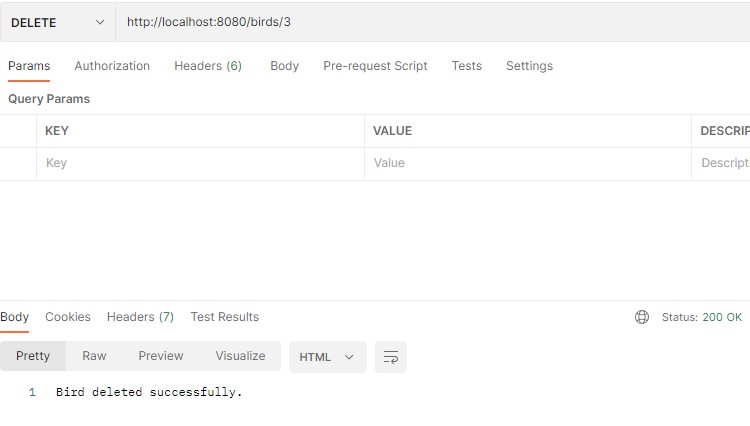 DELETE http://localhost:8080/birds/3
Params Authorization Headers (6) Body Pre-request Script Tests Settings
Query Params
KEY VALUE DESCRIP
Key Value Descript
Body Cookies Headers (7) Test Results Status: 200 OK
Pretty Raw Preview Visualize HTML
1 Bird deleted successfully.